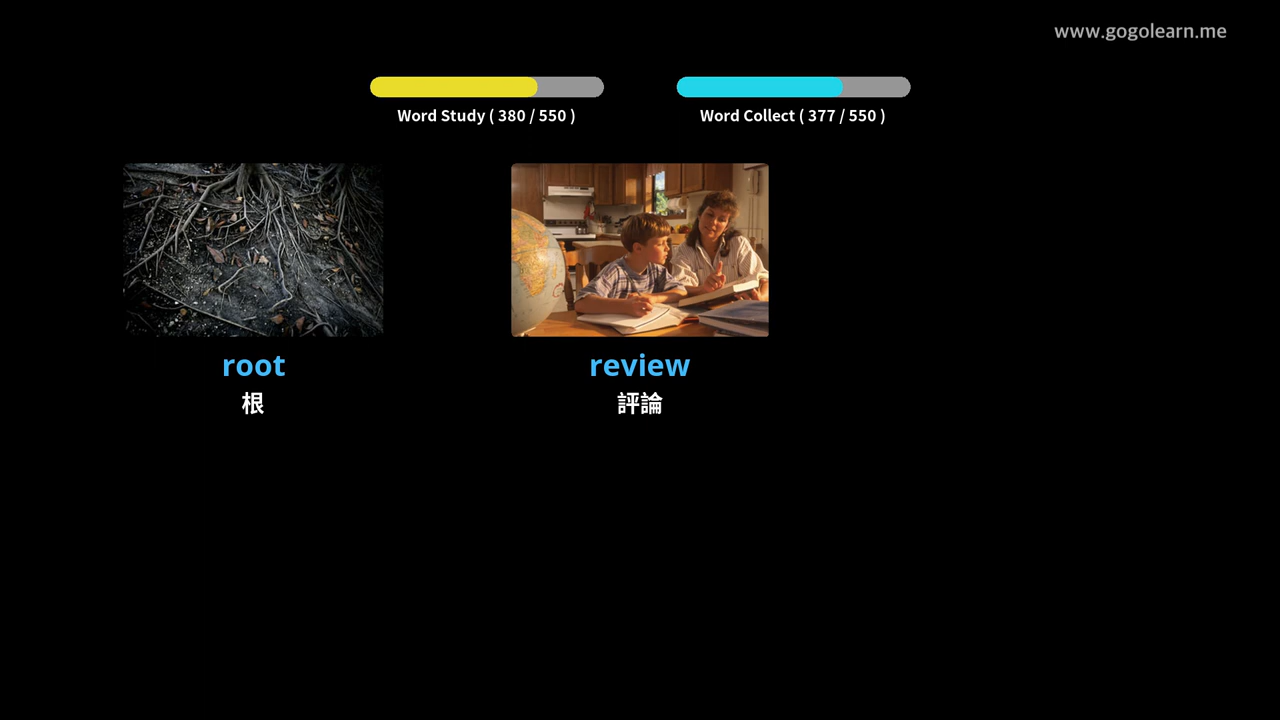 www.gogolearn.me
Word Study ( 380 / 550 )
Word Collect ( 377 / 550 )
root
根
review
評論